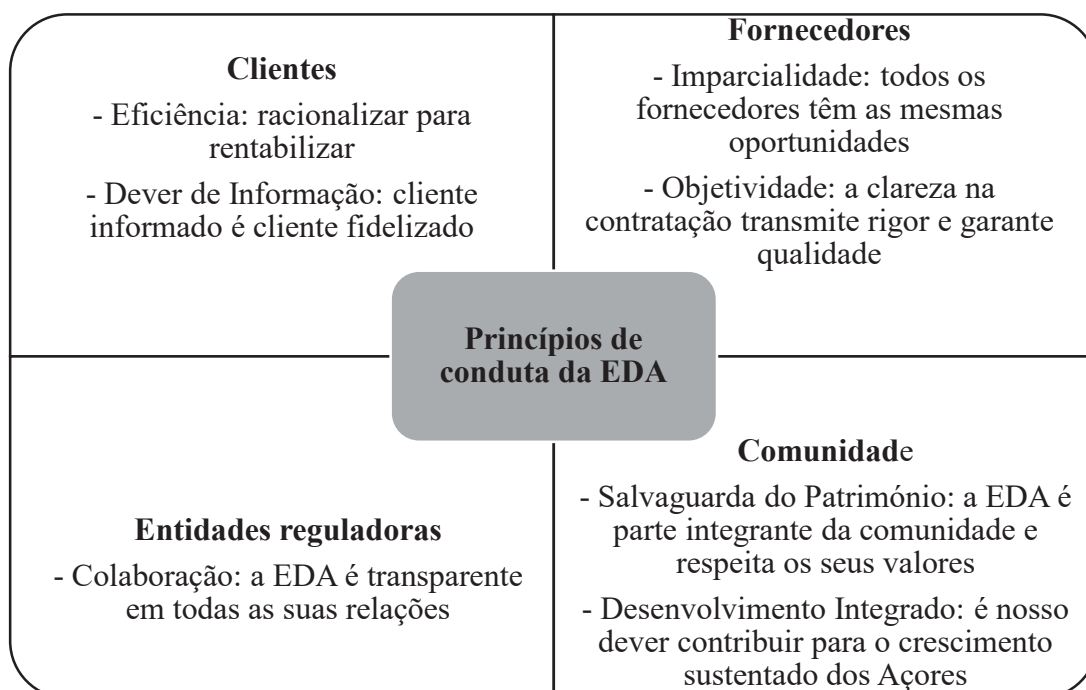 Clientes
- Eficiência: racionalizar para
rentabilizar
- Dever de Informação: cliente
informado é cliente fidelizado
Fornecedores
- Imparcialidade: todos os
fornecedores têm as mesmas
oportunidades
- Objetividade: a clareza na
contratação transmite rigor e garante
qualidade
Princípios de
conduta da EDA
Entidades reguladoras
- Colaboração: a EDA é transparente
em todas as suas relações
Comunidade
- Salvaguarda do Património: a EDA é
parte integrante da comunidade e
respeita os seus valores
- Desenvolvimento Integrado: é nosso
dever contribuir para o crescimento
sustentado dos Açores